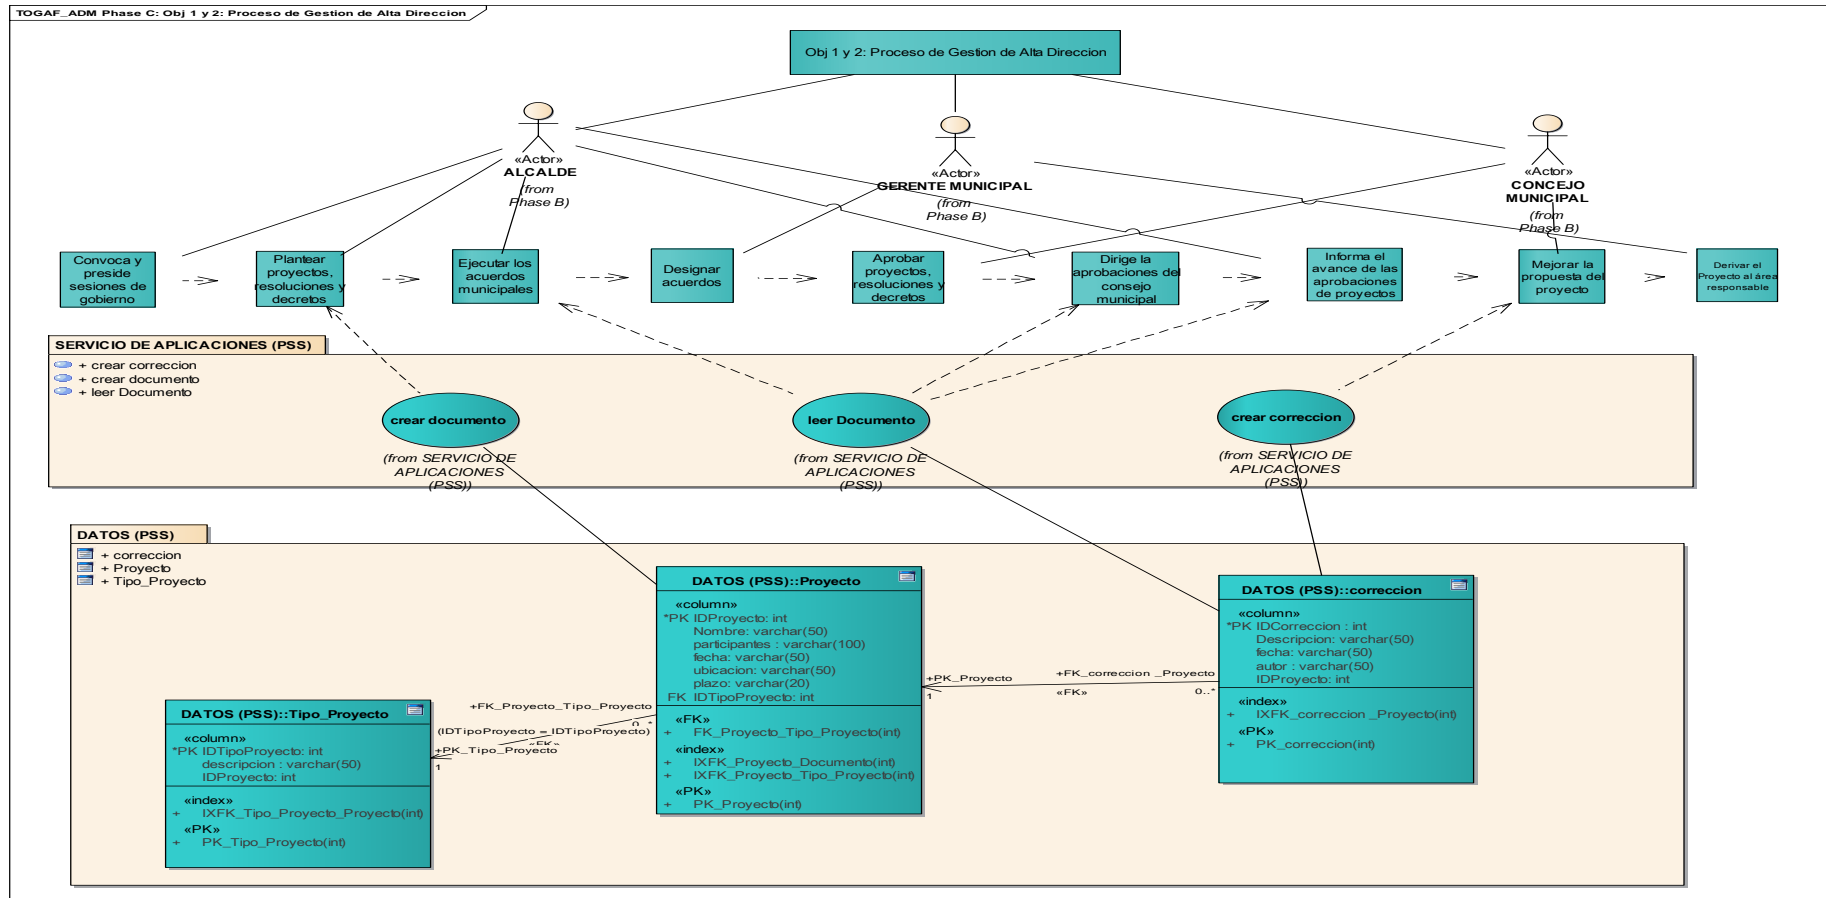 TOGAF_ADM Phase C: Obj 1 y 2: Proceso de Gestion de Alta Direccion
Obj 1 y 2: Proceso de Gestion de Alta Direccion
«Actor»
ALCALDE
(from
Phase B)
«Actor»
GERENTE MUNICIPAL
(from
Phase B)
«Actor»
CONCEJO
MUNICIPAL
(from
Phase B)
Convoca y
preside
sesiones de
gobierno
Plantear
proyectos,
resoluciones y
decretos
Ejecutar los
acuerdos
municipales
Designar
acuerdos
Aprobar
proyectos,
resoluciones y
decretos
Dirige la
aprobaciones del
consejo
municipal
Informa el
avance de las
aprobaciones
de proyectos
Mejorar la
propuesta del
proyecto
Derivar el
Proyecto al área
responsable
SERVICIO DE APLICACIONES (PSS)
+ crear correccion
+ crear documento
+ leer Documento
crear documento
(from SERVICIO DE
APLICACIONES
(PSS))
leer Documento
(from SERVICIO DE
APLICACIONES
(PSS))
crear correccion
(from SERVICIO DE
APLICACIONES
(PSS))
DATOS (PSS)
+ correccion
+ Proyecto
+ Tipo_Proyecto
DATOS (PSS)::Proyecto
«column»
*PK IDProyecto: int
Nombre: varchar(50)
participantes : varchar(100)
fecha: varchar(50)
ubicacion: varchar(50)
plazo: varchar(20)
FK IDTipoProyecto: int
«FK»
+ FK_Proyecto_Tipo_Proyecto(int)
«index»
+ IXFK_Proyecto_Documento(int)
+ IXFK_Proyecto_Tipo_Proyecto(int)
«PK»
+ PK_Proyecto(int)
DATOS (PSS)::correccion
«column»
*PK IDCorreccion : int
Descripcion: varchar(50)
fecha: varchar(50)
autor : varchar(50)
IDProyecto: int
«index»
+ IXFK_correccion _Proyecto(int)
«PK»
+ PK_correccion(int)
+PK_Proyecto
1
+FK_correccion _Proyecto
«FK»
0..*
DATOS (PSS)::Tipo_Proyecto
«column»
*PK IDTipoProyecto: int
descripcion : varchar(50)
IDProyecto: int
«index»
+ IXFK_Tipo_Proyecto_Proyecto(int)
«PK»
+ PK_Tipo_Proyecto(int)
+FK_Proyecto_Tipo_Proyecto
0..*
(IDTipoProyecto = IDTipoProyecto)
«FK»
+PK_Tipo_Proyecto
1